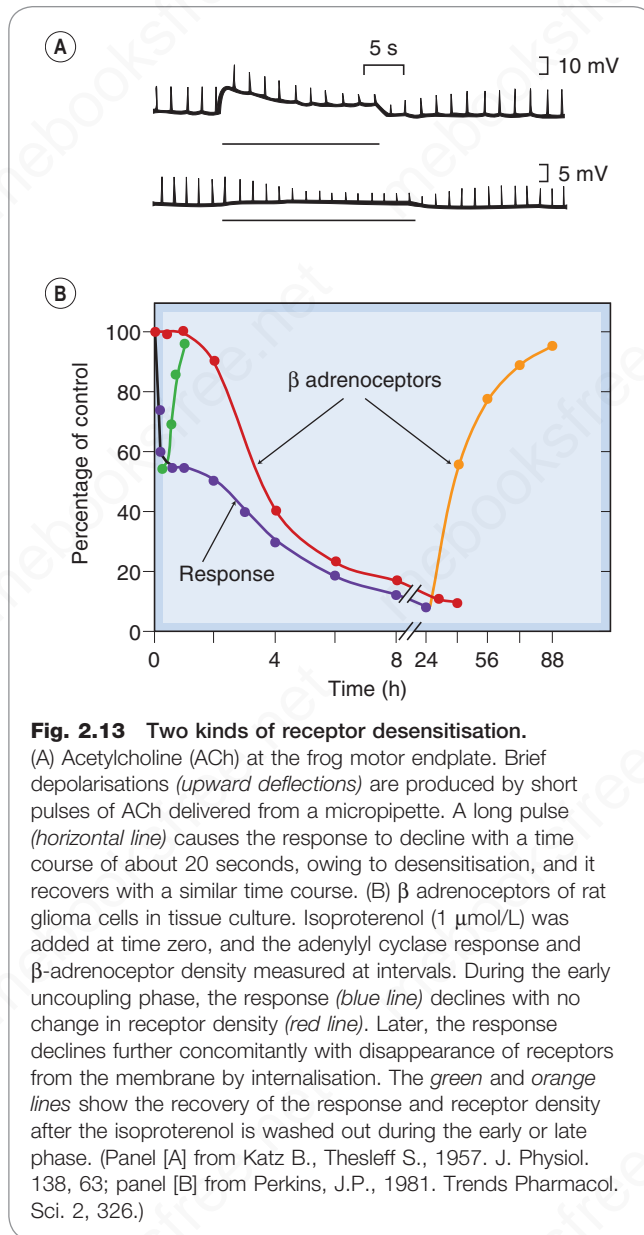 A
5 s
10 mV
5 mV
B
Percentage of control
100
80
60
40
20
0
β adrenoceptors
Response
0 4 8 24 56 88
Time (h)
Fig. 2.13 Two kinds of receptor desensitisation.
(A) Acetylcholine (ACh) at the frog motor endplate. Brief
depolarisations (upward deflections) are produced by short
pulses of ACh delivered from a micropipette. A long pulse
(horizontal line) causes the response to decline with a time
course of about 20 seconds, owing to desensitisation, and it
recovers with a similar time course. (B) β adrenoceptors of rat
glioma cells in tissue culture. Isoproterenol (1 μmol/L) was
added at time zero, and the adenylyl cyclase response and
β-adrenoceptor density measured at intervals. During the early
uncoupling phase, the response (blue line) declines with no
change in receptor density (red line). Later, the response
declines further concomitantly with disappearance of receptors
from the membrane by internalisation. The green and orange
lines show the recovery of the response and receptor density
after the isoproterenol is washed out during the early or late
phase. (Panel [A] from Katz B., Thesleff S., 1957. J. Physiol.
138, 63; panel [B] from Perkins, J.P., 1981. Trends Pharmacol.
Sci. 2, 326.)